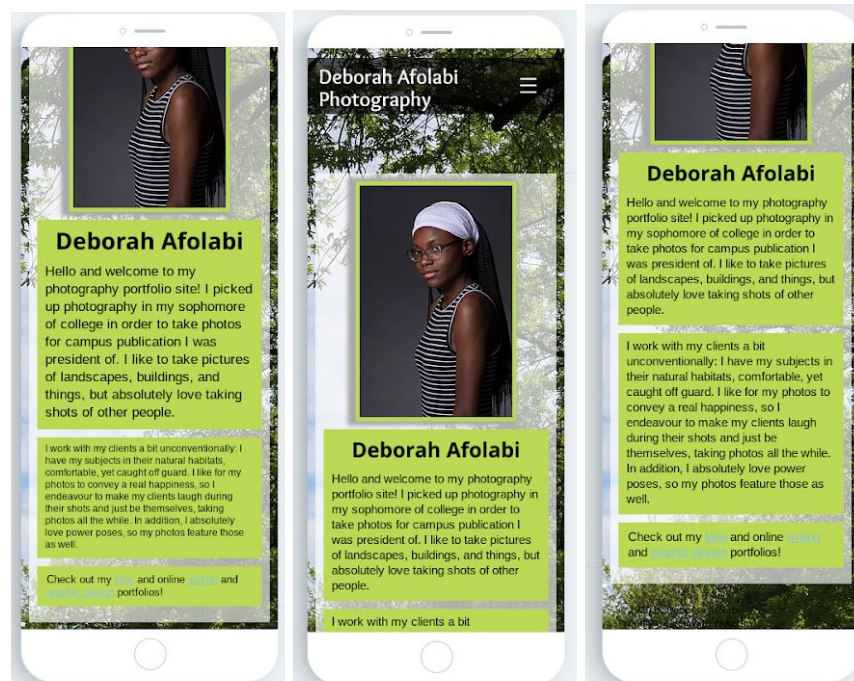 Deborah Afolabi
Hello and welcome to my
photography portfolio site! I picked
up photography in my sophomore
of college in order to take photos
for campus publication I was
president of. I like to take pictures
of landscapes, buildings, and
things, but absolutely love taking
shots of other people.
I work with my clients a bit unconventionally: I
have my subjects in their natural habitats,
comfortable, yet caught off guard. I like for my
photos to convey a real happiness, so I
endeavour to make my clients laugh during
their shots and just be themselves, taking
photos all the while. In addition, I absolutely
love power poses, so my photos feature those
as well.
Check out my blog and online writing and
graphic design portfolios!
Deborah Afolabi
Photography
Deborah Afolabi
Hello and welcome to my photography
portfolio site! I picked up photography in
my sophomore of college in order to
take photos for campus publication I
was president of. I like to take pictures
of landscapes, buildings, and things, but
absolutely love taking shots of other
people.
I work with my clients a bit
Deborah Afolabi
Hello and welcome to my photography
portfolio site! I picked up photography in
my sophomore of college in order to
take photos for campus publication I
was president of. I like to take pictures
of landscapes, buildings, and things, but
absolutely love taking shots of other
people.
I work with my clients a bit
unconventionally: I have my subjects in
their natural habitats, comfortable, yet
caught off guard. I like for my photos to
convey a real happiness, so I
endeavour to make my clients laugh
during their shots and just be
themselves, taking photos all the while.
In addition, I absolutely love power
poses, so my photos feature those as
well.
Check out my blog and online writing
and graphic design portfolios!